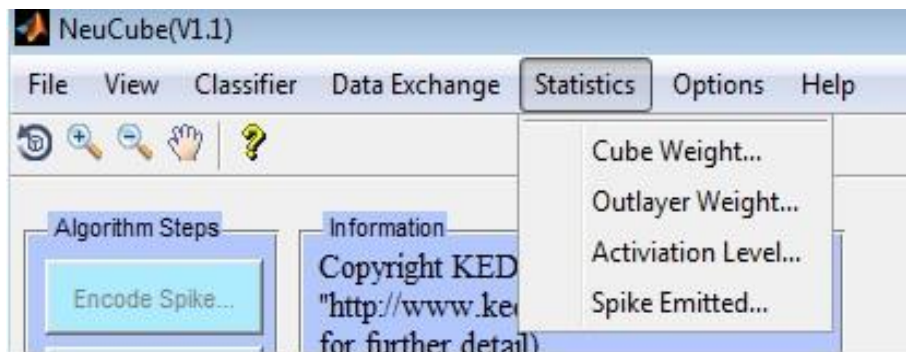 NeuCube(V1.1)
File View Classifier Data Exchange Statistics Options Help
Cube Weight...
Outlayer Weight...
Activiation Level...
Spike Emitted...
Algorithm Steps
Encode Spike...
Information
Copyright KED
"http://www.ke
for further detail)